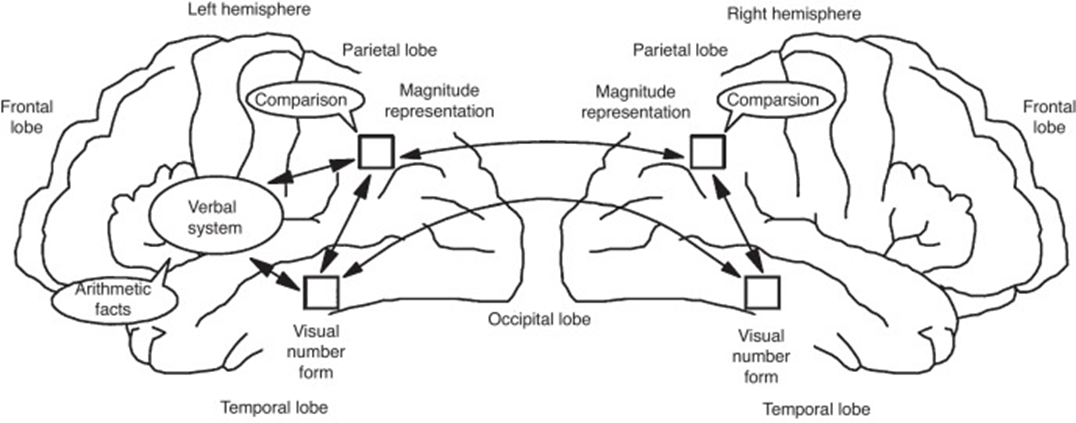 Left hemisphere
Right hemisphere
Parietal lobe
Parietal lobe
Frontal
lobe
Comparison
Magnitude
representation
Magnitude
representation
Comparsion
Frontal
lobe
Verbal
system
Arithmetic
facts
Visual
number
form
Occipital lobe
Visual
number
form
Temporal lobe
Temporal lobe